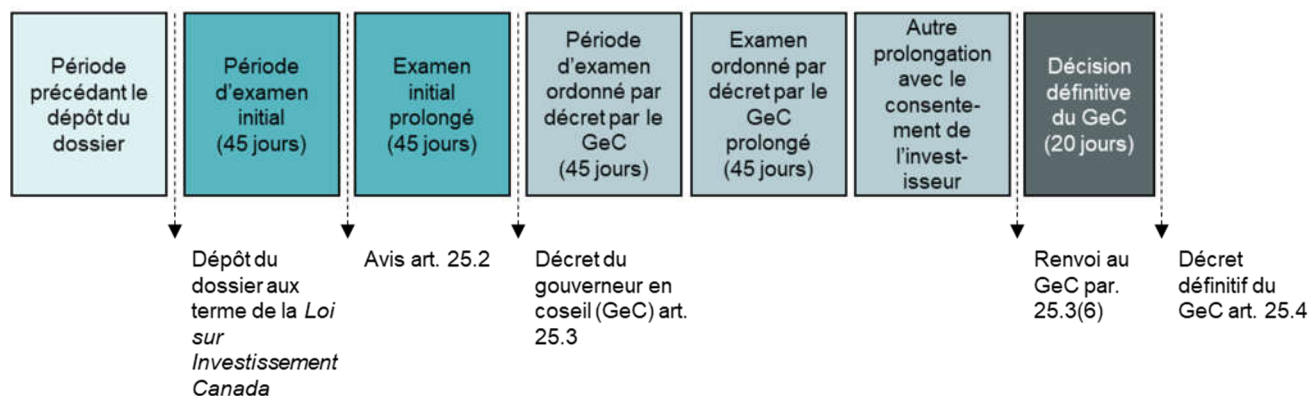 Période
précédant le
dépôt du
dossier
Période
d'examen
initial
(45 jours)
Examen
initial
prolongé
(45 jours)
Période
d'examen
ordonné par
décret par le
GeC
(45 jours)
Examen
ordonné par
décret par le
GeC
prolongé
(45 jours)
Autre
prolongation
avec le
consente-
ment de
l'invest-
isseur
Décision
définitive
du GeC
(20 jours)
Dépôt du
dossier aux
terme de la Loi
sur
Investissement
Canada
Avis art. 25.2
Décret du
gouverneur en
coseil (GeC) art.
25.3
Renvoi au
GeC par.
25.3(6)
Décret
définitif du
GeC art. 25.4